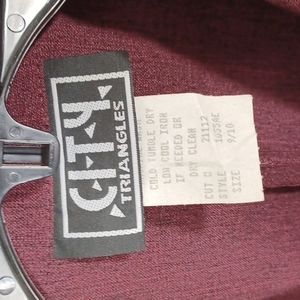 CITY
TRIANGLES
COLD TUMBLE DRY
LOW COOL IRON
IF NEEDED OR
DRY CLEAN
CUT # 21112
STYLE 1055AE
SIZE 9/10